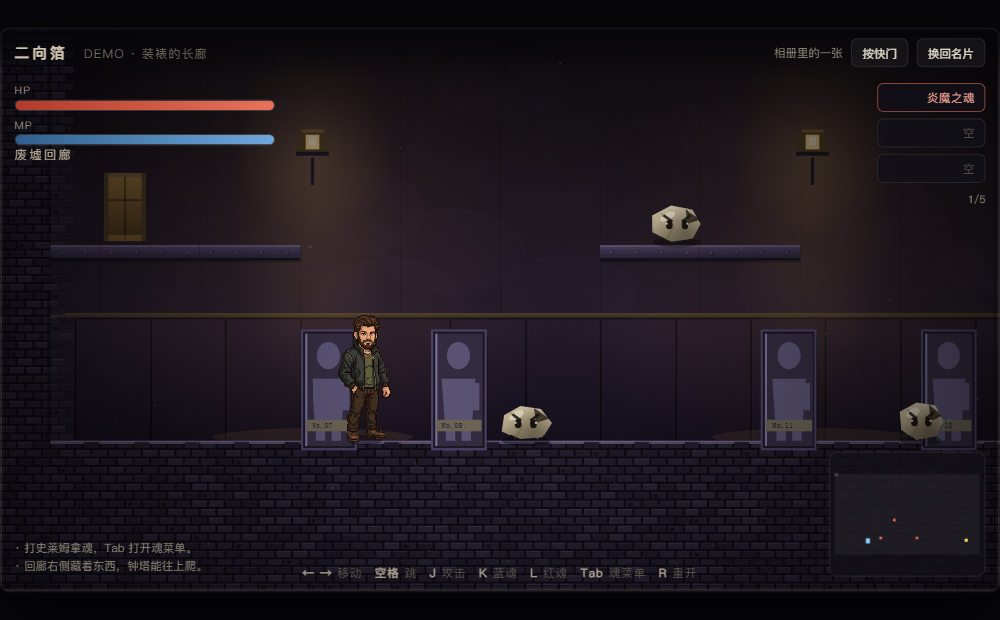 二向箔 DEMO · 装裱的长廊
相册里的一张 按快门 换回名片
HP
MP
废墟回廊
炎魔之魂
空
空
1/5
No.07
No.11
12
· 打史莱姆拿魂，Tab 打开魂菜单。
· 回廊右侧藏着东西，钟塔能往上爬。
← → 移动 空格 跳 J 攻击 K 蓝魂 L 红魂 Tab 魂菜单 R 重开